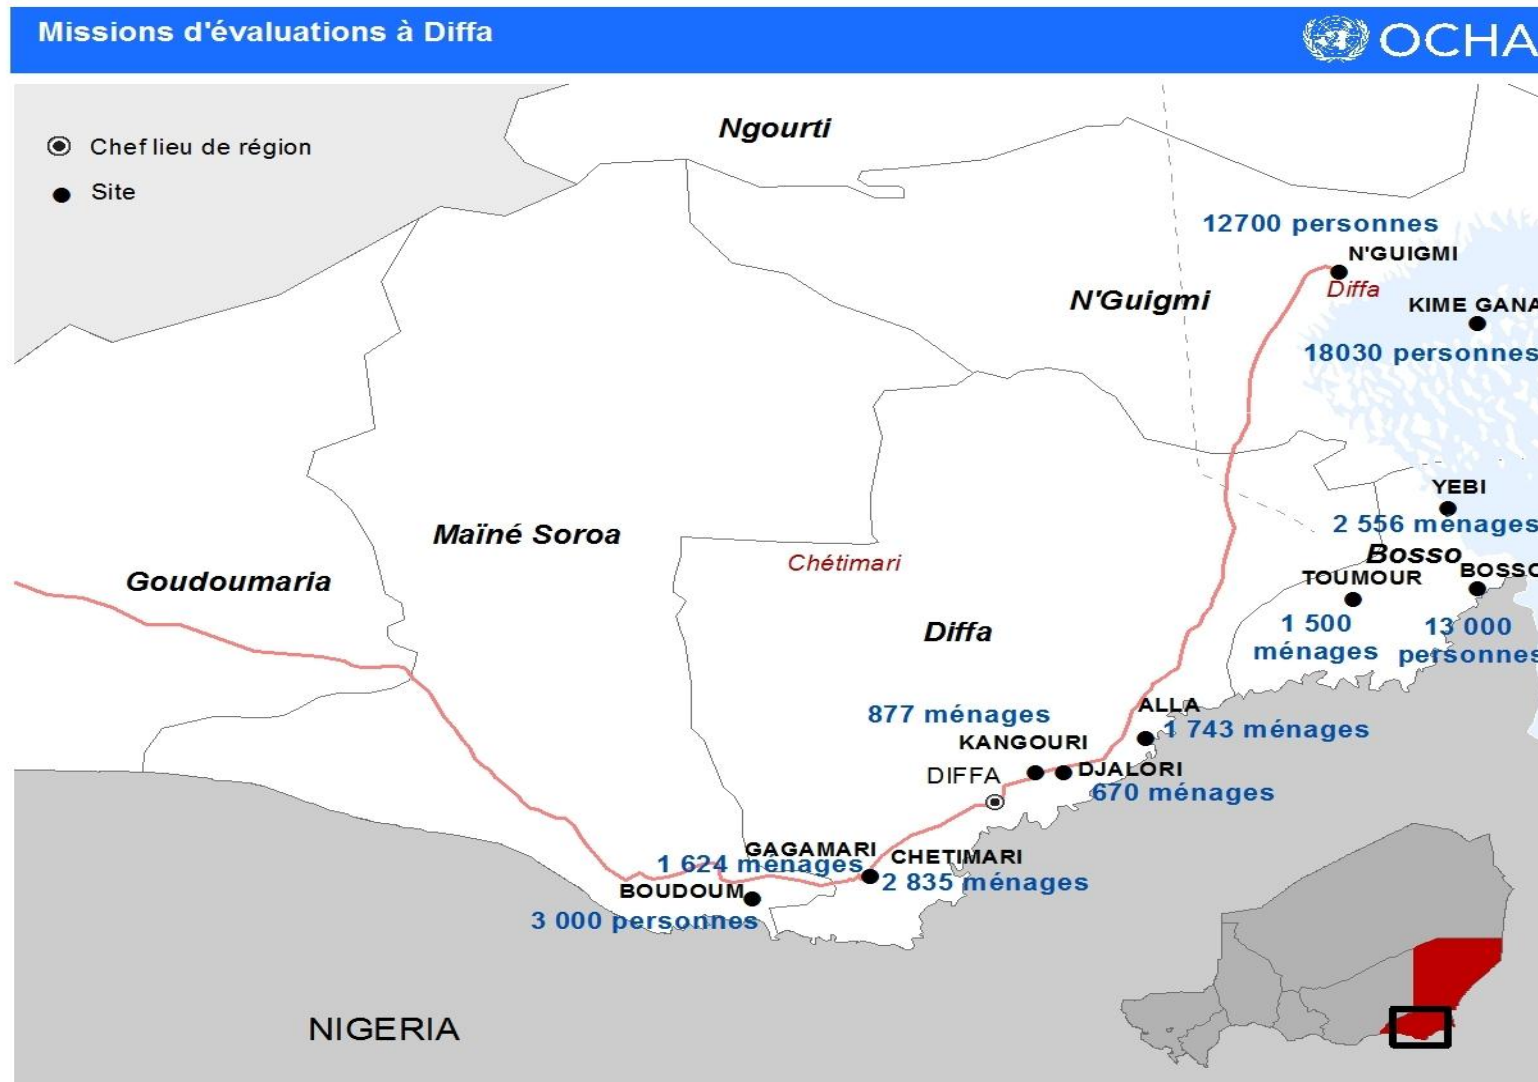 Missions d'évaluations à Diffa
OCHA
Chef lieu de région
Site
Ngourti
12700 personnes
N'GUIGMI
Diffa
N'Guigmi
KIME GANA
18030 personnes
YEBI
2 556 ménages
Maïné Soroa
Chétimari
Bosso
Goudoumaria
TOUMOUR
BOSSO
Diffa
1 500
ménages
13 000
personnes
ALLA
877 ménages
1 743 ménages
KANGOURI
DIFFA
DJALORI
670 ménages
GAGAMARI
1 624 ménages
CHETIMARI
2 835 ménages
BOUDOUM
3 000 personnes
NIGERIA